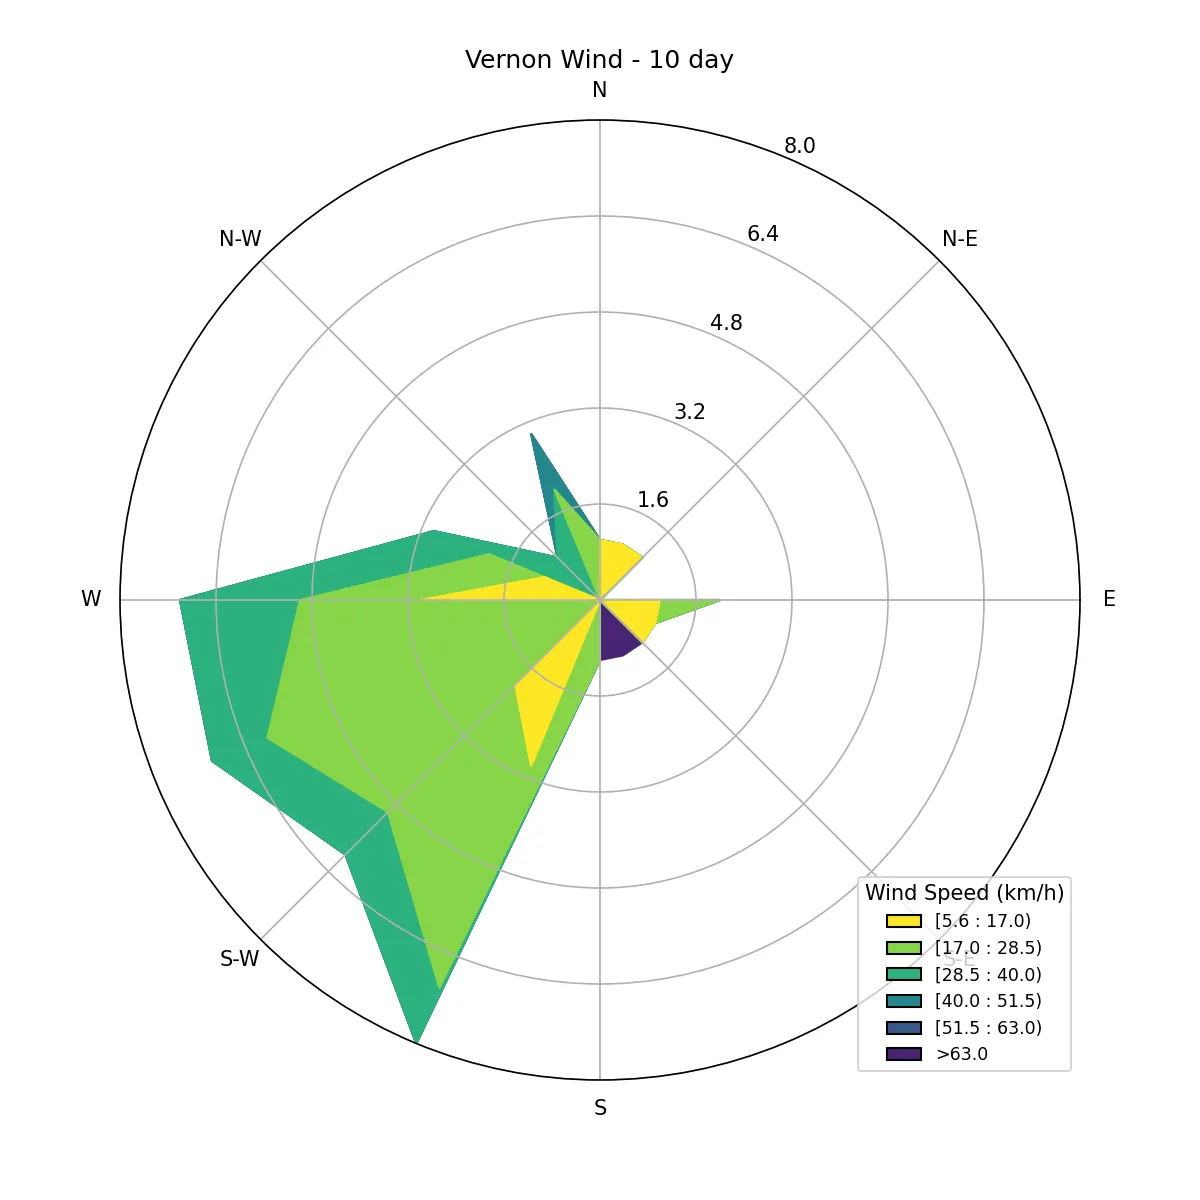 Vernon Wind - 10 day
N
8.0
N-W
6.4
N-E
4.8
3.2
1.6
W
E
S-W
S-E
Wind Speed (km/h)
[5.6 : 17.0)
[17.0 : 28.5)
[28.5 : 40.0)
[40.0 : 51.5)
[51.5 : 63.0)
>63.0
S